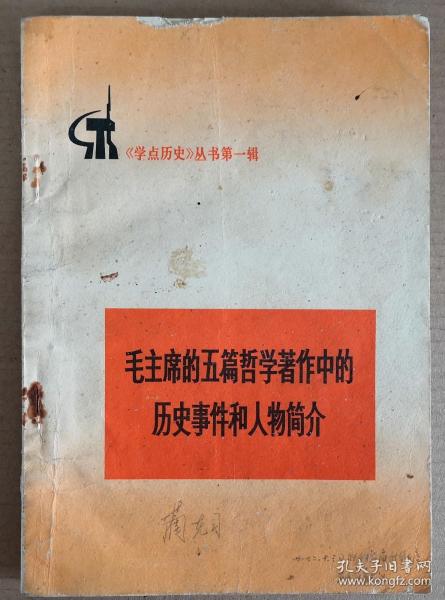 《学点历史》丛书第一辑
毛主席的五篇哲学著作中的
历史事件和人物简介
孔夫子旧书网
www.kongfz.com